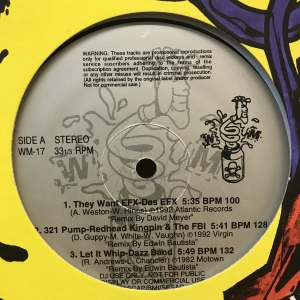 WARNING: These tracks are promotional reproductions
only for qualified professional disc jockeys and remix
service suscribers adhering to The terms of the
subscription agreement. Duplication, copying, reselling
or any other misuse will result in criminal prosecution.
(All rights retained by the original label and/or producer.
Not for commercial sale.)
SIDE A STEREO
WM-17 33 1/3 RPM
W S M
1. They Want EFX-Das EFX 5:35 BPM 100
(A. Weston-W. Hines) ©1992 Atlantic Records
"Remix By David Meyer"
2. 321 Pump-Redhead Kingpin & The FBI 5:41 BPM 128
(D. Guppy-M. White-W. Vaughn) ©1992 Virgin
"Remix By Edwin Bautista"
3. Let It Whip-Dazz Band 5:49 BPM 132
(R. Andrews-L. Chandler) ©1982 Motown
"Remix By Edwin Bautista"
DJ USE ONLY. NOT FOR PUBLIC
DISPLAY OR COMMERCIAL USE